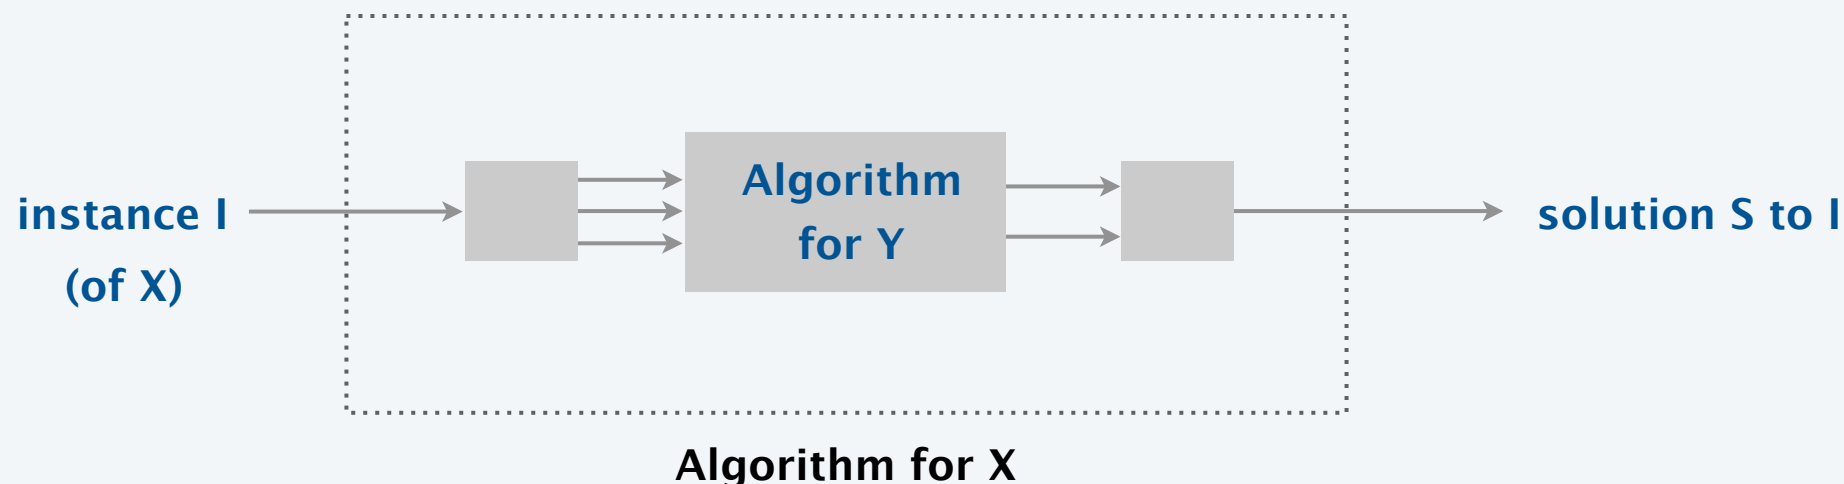 instance I
(of X)
Algorithm
for Y
solution S to I
Algorithm for X